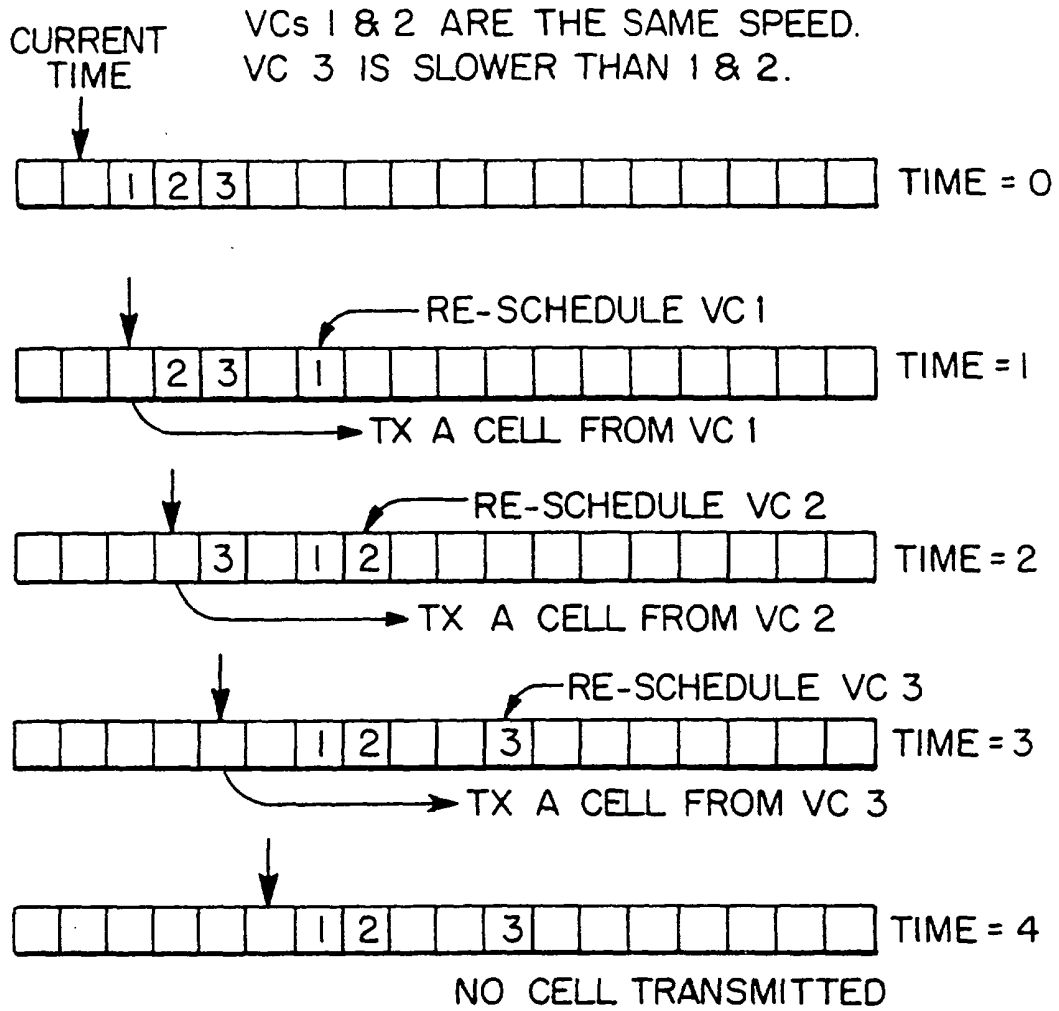 CURRENT
TIME
VCs 1 & 2 ARE THE SAME SPEED.
VC 3 IS SLOWER THAN 1 & 2.
1 2 3
TIME = 0
RE-SCHEDULE VC 1
2 3 1
TIME = 1
TX A CELL FROM VC 1
RE-SCHEDULE VC 2
3 1 2
TIME = 2
TX A CELL FROM VC 2
RE-SCHEDULE VC 3
1 2 3
TIME = 3
TX A CELL FROM VC 3
1 2 3
TIME = 4
NO CELL TRANSMITTED